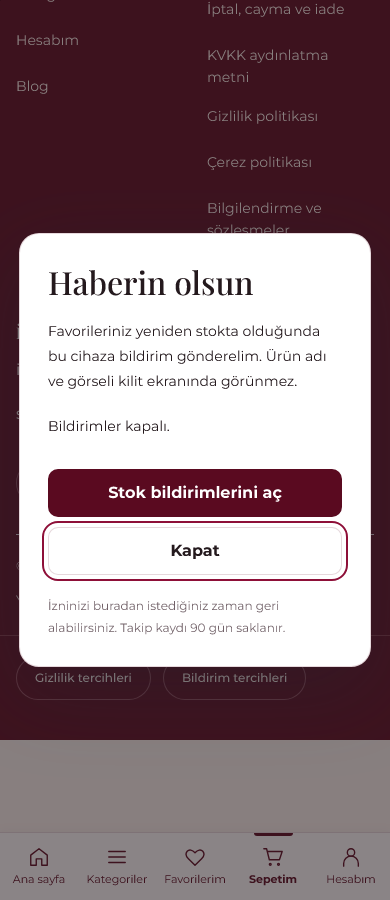 Hesabım
Blog
İptal, cayma ve iade
KVKK aydınlatma
metni
Gizlilik politikası
Çerez politikası
Bilgilendirme ve
sözleşmeler
Haberin olsun
Favorileriniz yeniden stokta olduğunda
bu cihaza bildirim gönderelim. Ürün adı
ve görseli kilit ekranında görünmez.
Bildirimler kapalı.
Stok bildirimlerini aç
Kapat
İzninizi buradan istediğiniz zaman geri
alabilirsiniz. Takip kaydı 90 gün saklanır.
Gizlilik tercihleri
Bildirim tercihleri
Ana sayfa
Kategoriler
Favorilerim
Sepetim
Hesabım